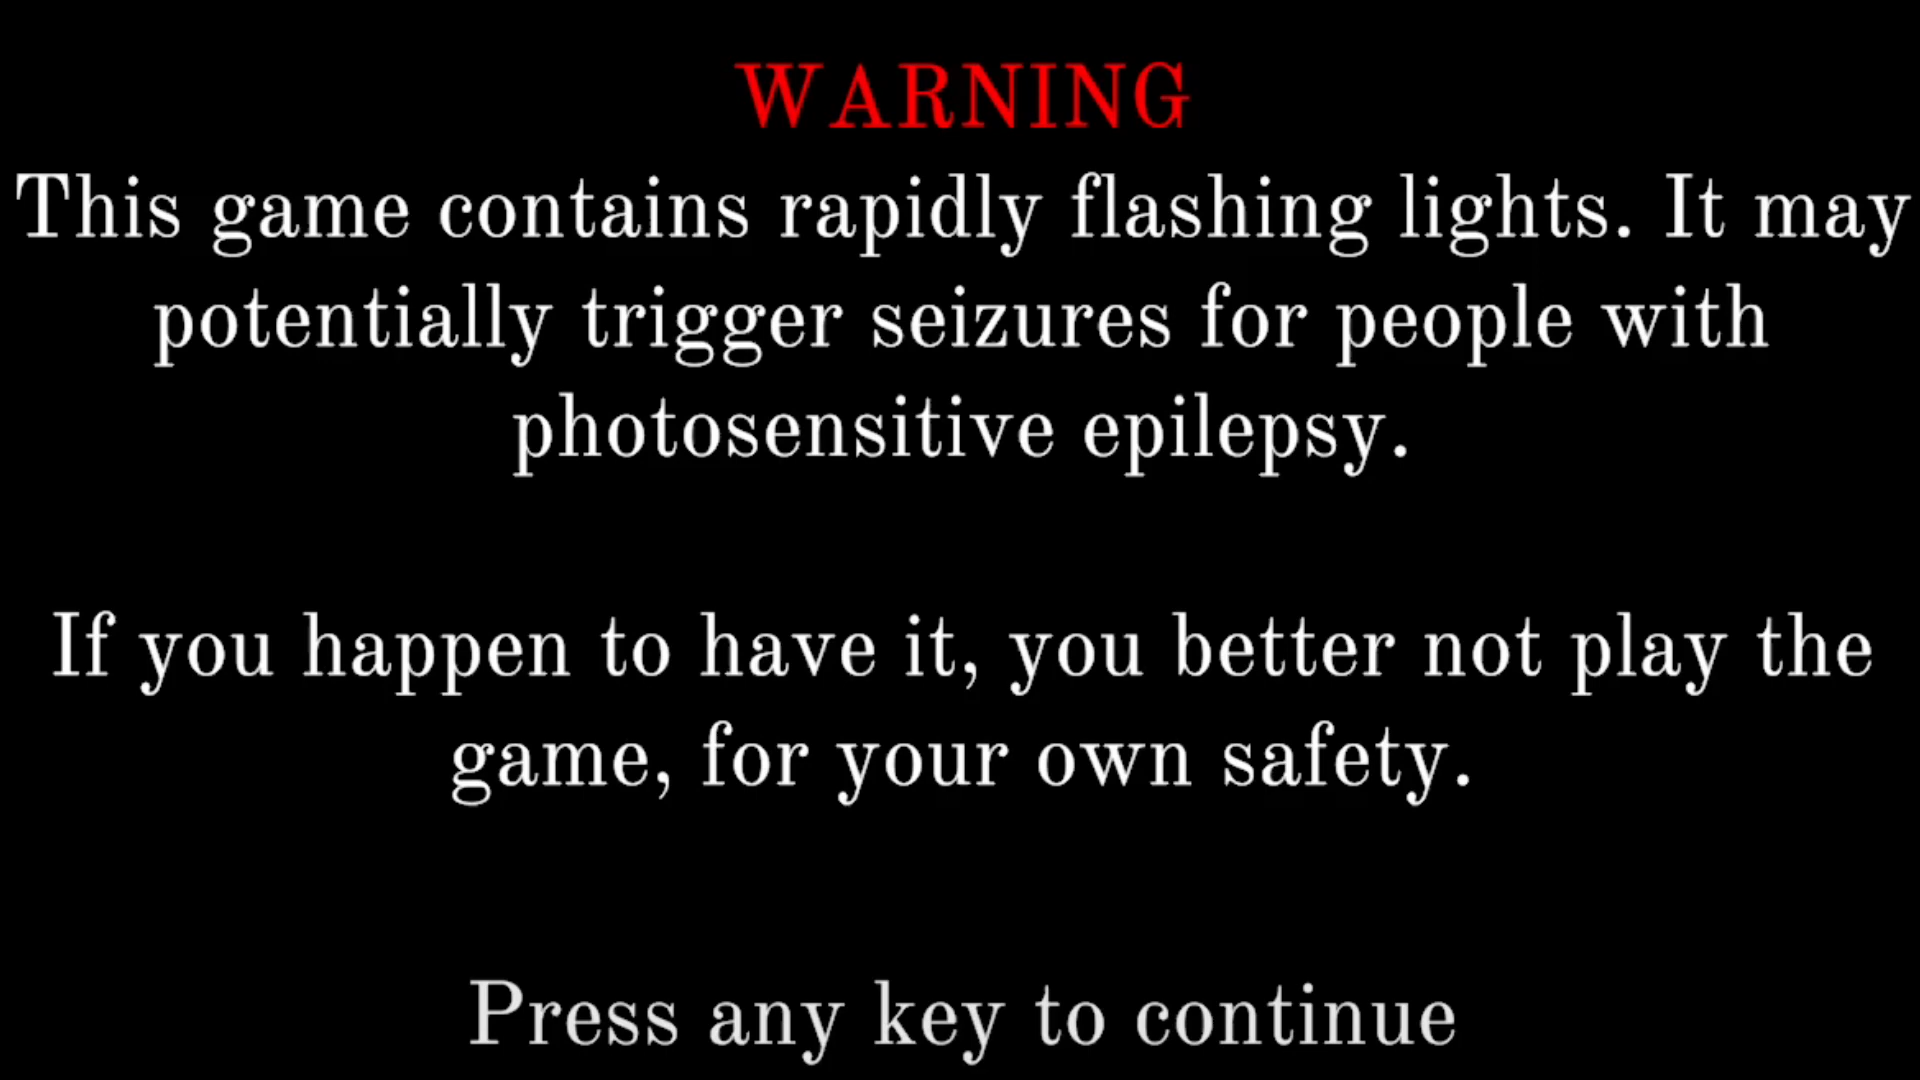 WARNING
This game contains rapidly flashing lights. It may
potentially trigger seizures for people with
photosensitive epilepsy.
If you happen to have it, you better not play the
game, for your own safety.
Press any key to continue